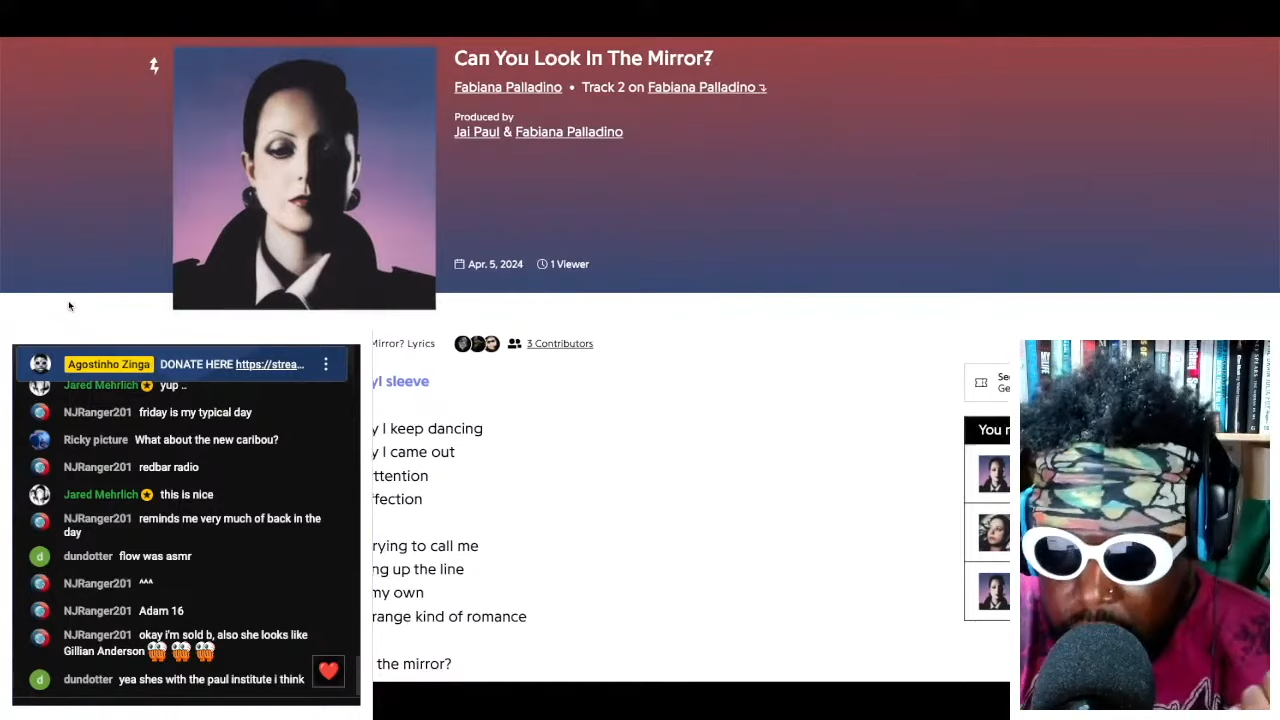 Can You Look In The Mirror?
Fabiana Palladino • Track 2 on Fabiana Palladino
Produced by
Jai Paul & Fabiana Palladino
Apr. 5, 2024 1 Viewer
Mirror? Lyrics 3 Contributors
yl sleeve
y I keep dancing
y I came out
ttention
ffection
rying to call me
ng up the line
my own
range kind of romance
the mirror?
You
Agostinho Zinga DONATE HERE https://strea...
Jared Mehrlich yup ..
NJRanger201 friday is my typical day
Ricky picture What about the new caribou?
NJRanger201 redbar radio
Jared Mehrlich this is nice
NJRanger201 reminds me very much of back in the
day
dundotter flow was asmr
NJRanger201 ^^^
NJRanger201 Adam 16
NJRanger201 okay i'm sold b, also she looks like
Gillian Anderson
dundotter yea shes with the paul institute i think